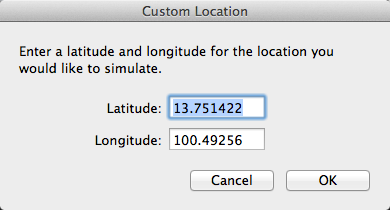 Custom Location
Enter a latitude and longitude for the location you
would like to simulate.
Latitude: 13.751422
Longitude: 100.49256
Cancel OK